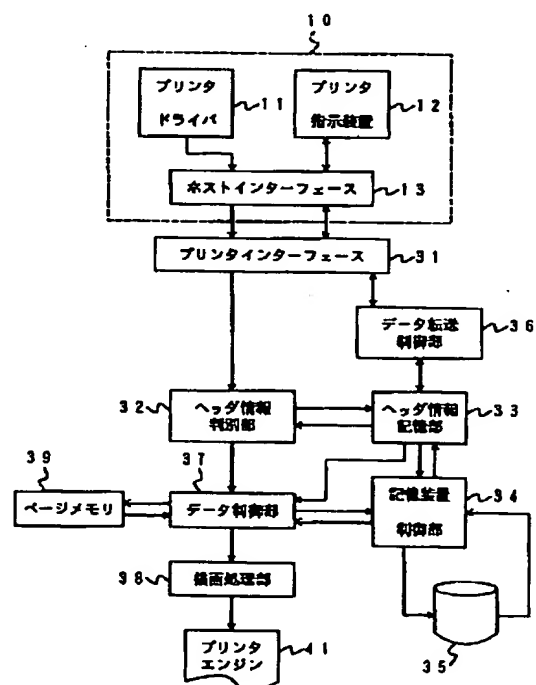 10
プリンタ
ドライバ
11
プリンタ
指示装置
12
ホストインターフェース
13
プリンタインターフェース
31
データ転送
制御部
36
32
ヘッダ情報
判別部
ヘッダ情報
記憶部
33
39
ページメモリ
37
データ制御部
記憶装置
制御部
34
38
描画処理部
35
プリンタ
エンジン
41